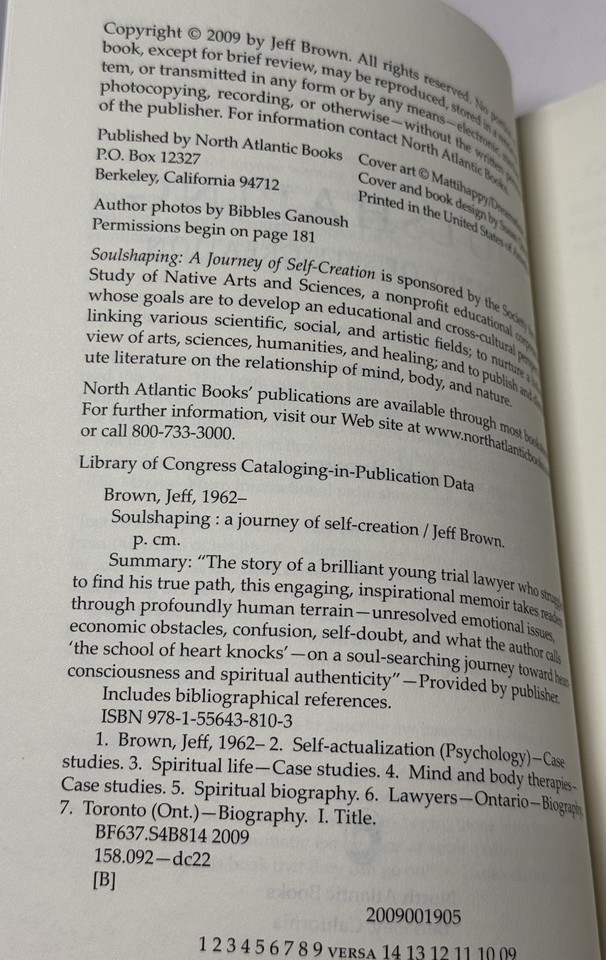 Copyright © 2009 by Jeff Brown. All rights reserved. No portion
book, except for brief review, may be reproduced, stored in a
tem, or transmitted in any form or by any means—electronic,
photocopying, recording, or otherwise—without the written
of the publisher. For information contact North Atlantic Books.
Published by North Atlantic Books
P.O. Box 12327
Berkeley, California 94712
Cover art © Mattihappy/
Cover and book design by
Printed in the United States of
Author photos by Bibbles Ganoush
Permissions begin on page 181
Soulshaping: A Journey of Self-Creation is sponsored by the Society
Study of Native Arts and Sciences, a nonprofit educational
whose goals are to develop an educational and cross-cultural
linking various scientific, social, and artistic fields; to nurture a
view of arts, sciences, humanities, and healing; and to publish and
ute literature on the relationship of mind, body, and nature.
North Atlantic Books' publications are available through most
For further information, visit our Web site at www.northatlanticbooks
or call 800-733-3000.
Library of Congress Cataloging-in-Publication Data
Brown, Jeff, 1962–
Soulshaping : a journey of self-creation / Jeff Brown.
p. cm.
Summary: "The story of a brilliant young trial lawyer who
to find his true path, this engaging, inspirational memoir takes readers
through profoundly human terrain—unresolved emotional issues,
economic obstacles, confusion, self-doubt, and what the author calls
'the school of heart knocks'—on a soul-searching journey toward
consciousness and spiritual authenticity"—Provided by publisher.
Includes bibliographical references.
ISBN 978-1-55643-810-3
1. Brown, Jeff, 1962– 2. Self-actualization (Psychology)—Case
studies. 3. Spiritual life—Case studies. 4. Mind and body therapies–
Case studies. 5. Spiritual biography. 6. Lawyers—Ontario—Biography.
7. Toronto (Ont.)—Biography. I. Title.
BF637.S4B814 2009
158.092—dc22
[B]
2009001905
1 2 3 4 5 6 7 8 9 VERSA 14 13 12 11 10 09